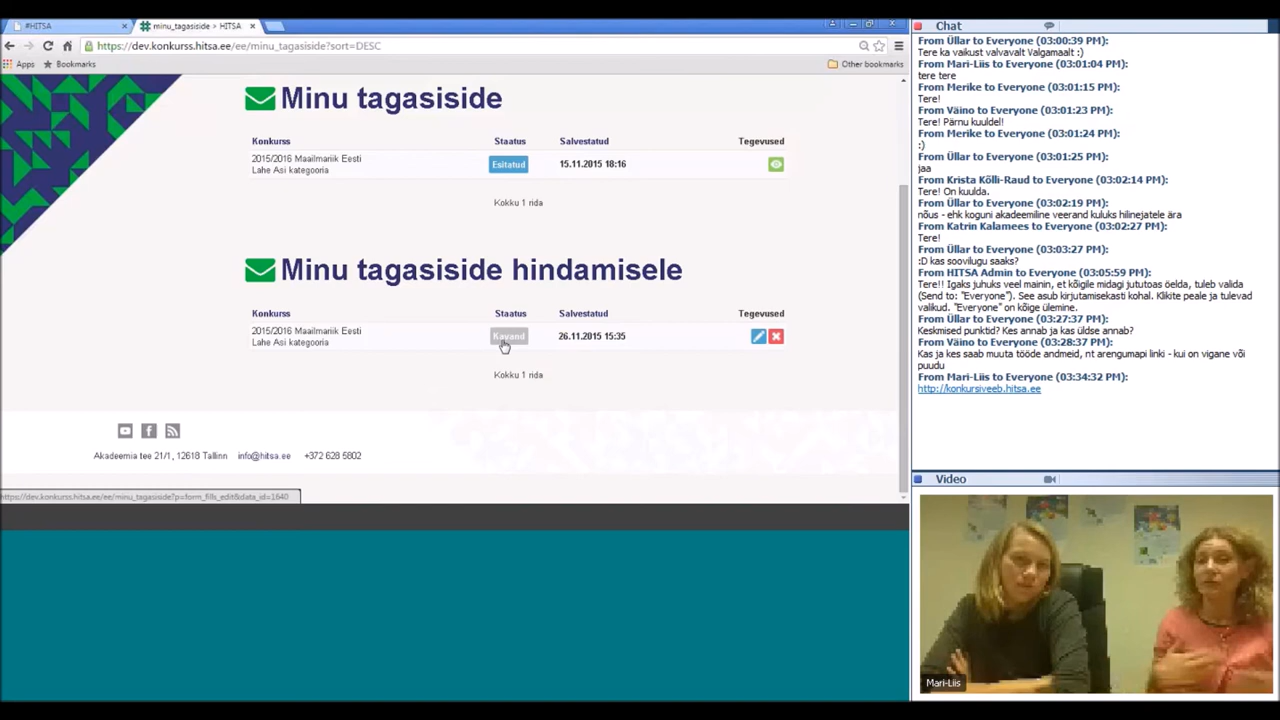 #HITSA
minu_tagasiside > HITSA
https://dev.konkurss.hitsa.ee/ee/minu_tagasiside?sort=DESC
Apps
Bookmarks
Other bookmarks
Minu tagasiside
Konkurss Staatus Salvestatud Tegevused
2015/2016 Maailmariik Eesti
Lahe Asi kategooria
Esitatud
15.11.2015 18:16
Kokku 1 rida
Minu tagasiside hindamisele
Konkurss Staatus Salvestatud Tegevused
2015/2016 Maailmariik Eesti
Lahe Asi kategooria
Kavand
26.11.2015 15:35
Kokku 1 rida
Akadeemia tee 21/1, 12618 Tallinn info@hitsa.ee +372 628 5802
https://dev.konkurss.hitsa.ee/ee/minu_tagasiside?p=form_fills_edit&data_id=1640
Chat
From Üllar to Everyone (03:00:39 PM):
Tere ka vaikust valvavalt Valgamaalt :)
From Mari-Liis to Everyone (03:01:04 PM):
tere tere
From Merike to Everyone (03:01:15 PM):
Tere!
From Väino to Everyone (03:01:23 PM):
Tere! Pärnu kuuldel!
From Merike to Everyone (03:01:24 PM):
:)
From Üllar to Everyone (03:01:25 PM):
jaa
From Krista Kõlli-Raud to Everyone (03:02:14 PM):
Tere! On kuulda.
From Üllar to Everyone (03:02:19 PM):
nõus - ehk koguni akadeemiline veerand kuluks hilinejatele ära
From Katrin Kalamees to Everyone (03:02:27 PM):
Tere!
From Üllar to Everyone (03:03:27 PM):
:D kas soovilugu saaks?
From HITSA Admin to Everyone (03:05:59 PM):
Tere!! Igaks juhuks veel mainin, et kõigile midagi jututoas öelda, tuleb valida
(Send to: "Everyone"). See asub kirjutamisekasti kohal. Klikite peale ja tulevad
valikud. "Everyone" on kõige ülemine.
From Üllar to Everyone (03:27:37 PM):
Keskmised punktid? Kes annab ja kas üldse annab?
From Väino to Everyone (03:28:37 PM):
Kas ja kes saab muuta tööde andmeid, nt arengumapi linki - kui on vigane või
puudu
From Mari-Liis to Everyone (03:34:32 PM):
http://konkursiveeb.hitsa.ee
Video
Mari-Liis